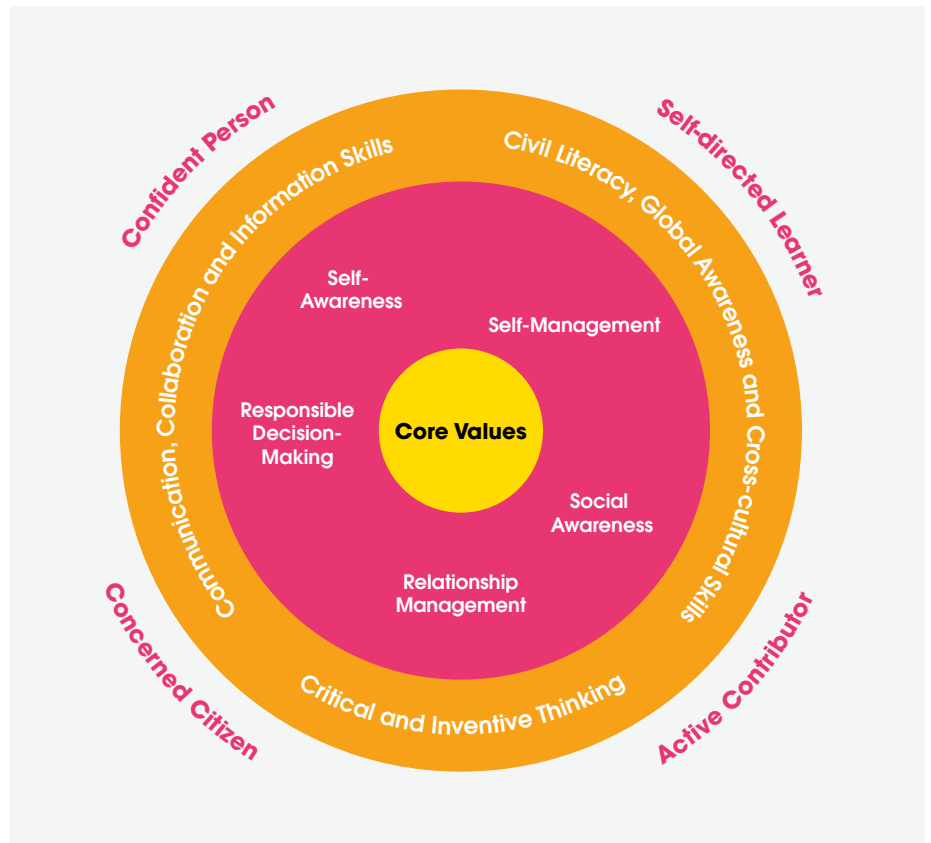 Confident Person
Self-directed Learner
Communication, Collaboration and Information Skills
Civil Literacy, Global Awareness and Cross-cultural Skills
Self-
Awareness
Self-Management
Responsible
Decision-
Making
Core Values
Social
Awareness
Relationship
Management
Critical and Inventive Thinking
Concerned Citizen
Active Contributor